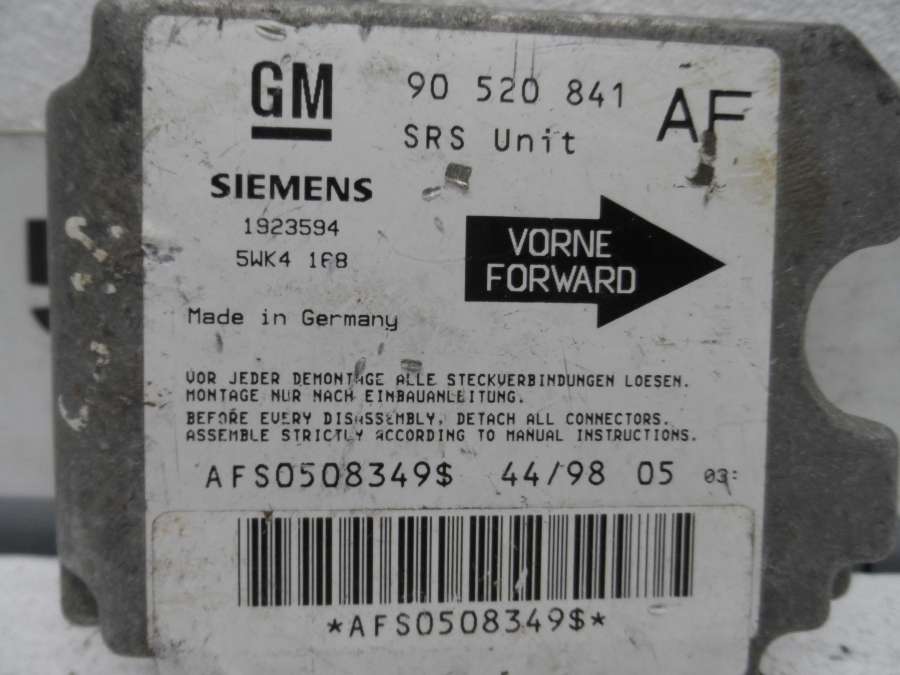 GM
90 520 841
AF
SRS Unit
SIEMENS
1923594
5WK4 168
VORNE
FORWARD
Made in Germany
VOR JEDER DEMONTAGE ALLE STECKVERBINDUNGEN LOESEN.
MONTAGE NUR NACH EINBAUANLEITUNG.
BEFORE EVERY DISASSEMBLY, DETACH ALL CONNECTORS.
ASSEMBLE STRICTLY ACCORDING TO MANUAL INSTRUCTIONS.
AFS0508349$ 44/98 05 03:
*AFS0508349$*